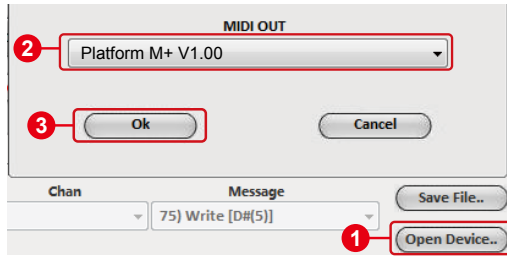 MIDI OUT
2 Platform M+ V1.00
3 Ok Cancel
Chan Message Save File..
75) Write [D#(5)]
1 Open Device..